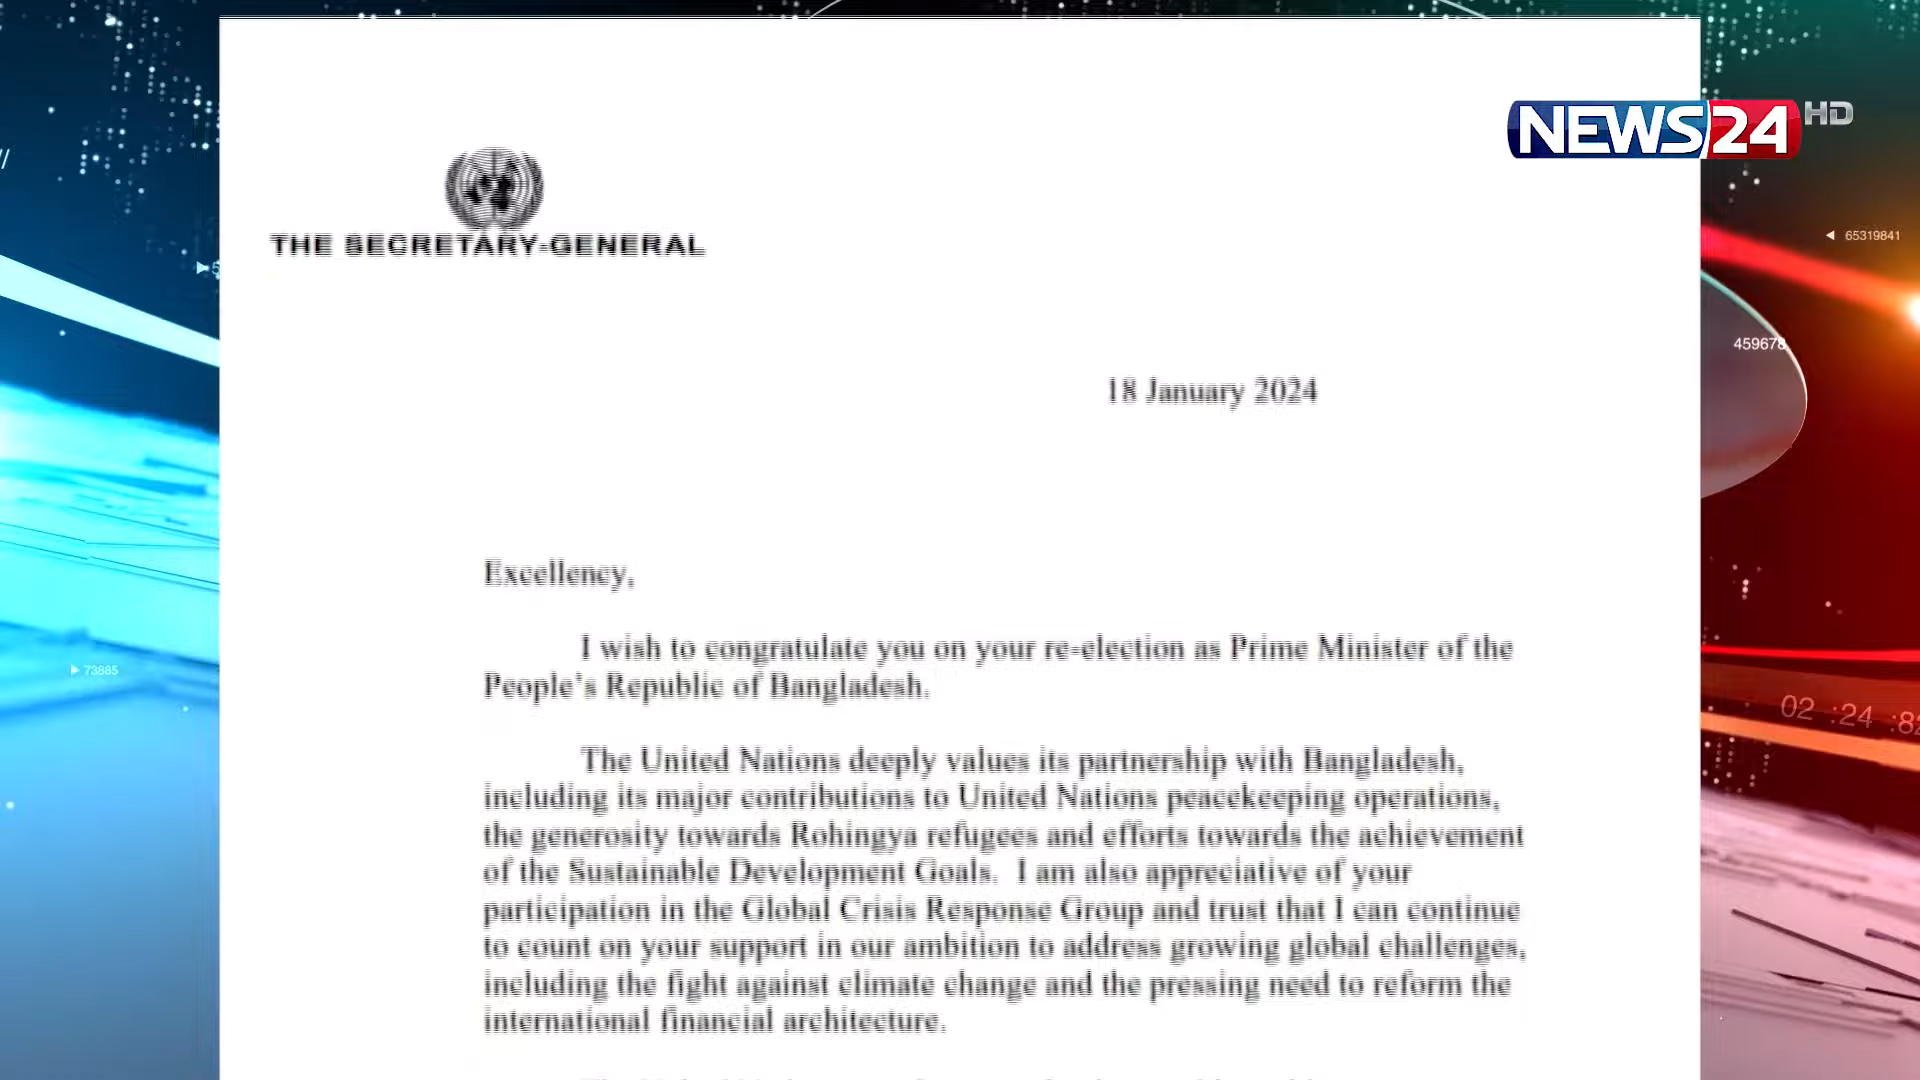 NEWS24 HD
THE SECRETARY-GENERAL
65319841
459678
18 January 2024
Excellency,
I wish to congratulate you on your re-election as Prime Minister of the
People's Republic of Bangladesh.
73885
02 :24 :82
The United Nations deeply values its partnership with Bangladesh,
including its major contributions to United Nations peacekeeping operations,
the generosity towards Rohingya refugees and efforts towards the achievement
of the Sustainable Development Goals. I am also appreciative of your
participation in the Global Crisis Response Group and trust that I can continue
to count on your support in our ambition to address growing global challenges,
including the fight against climate change and the pressing need to reform the
international financial architecture.